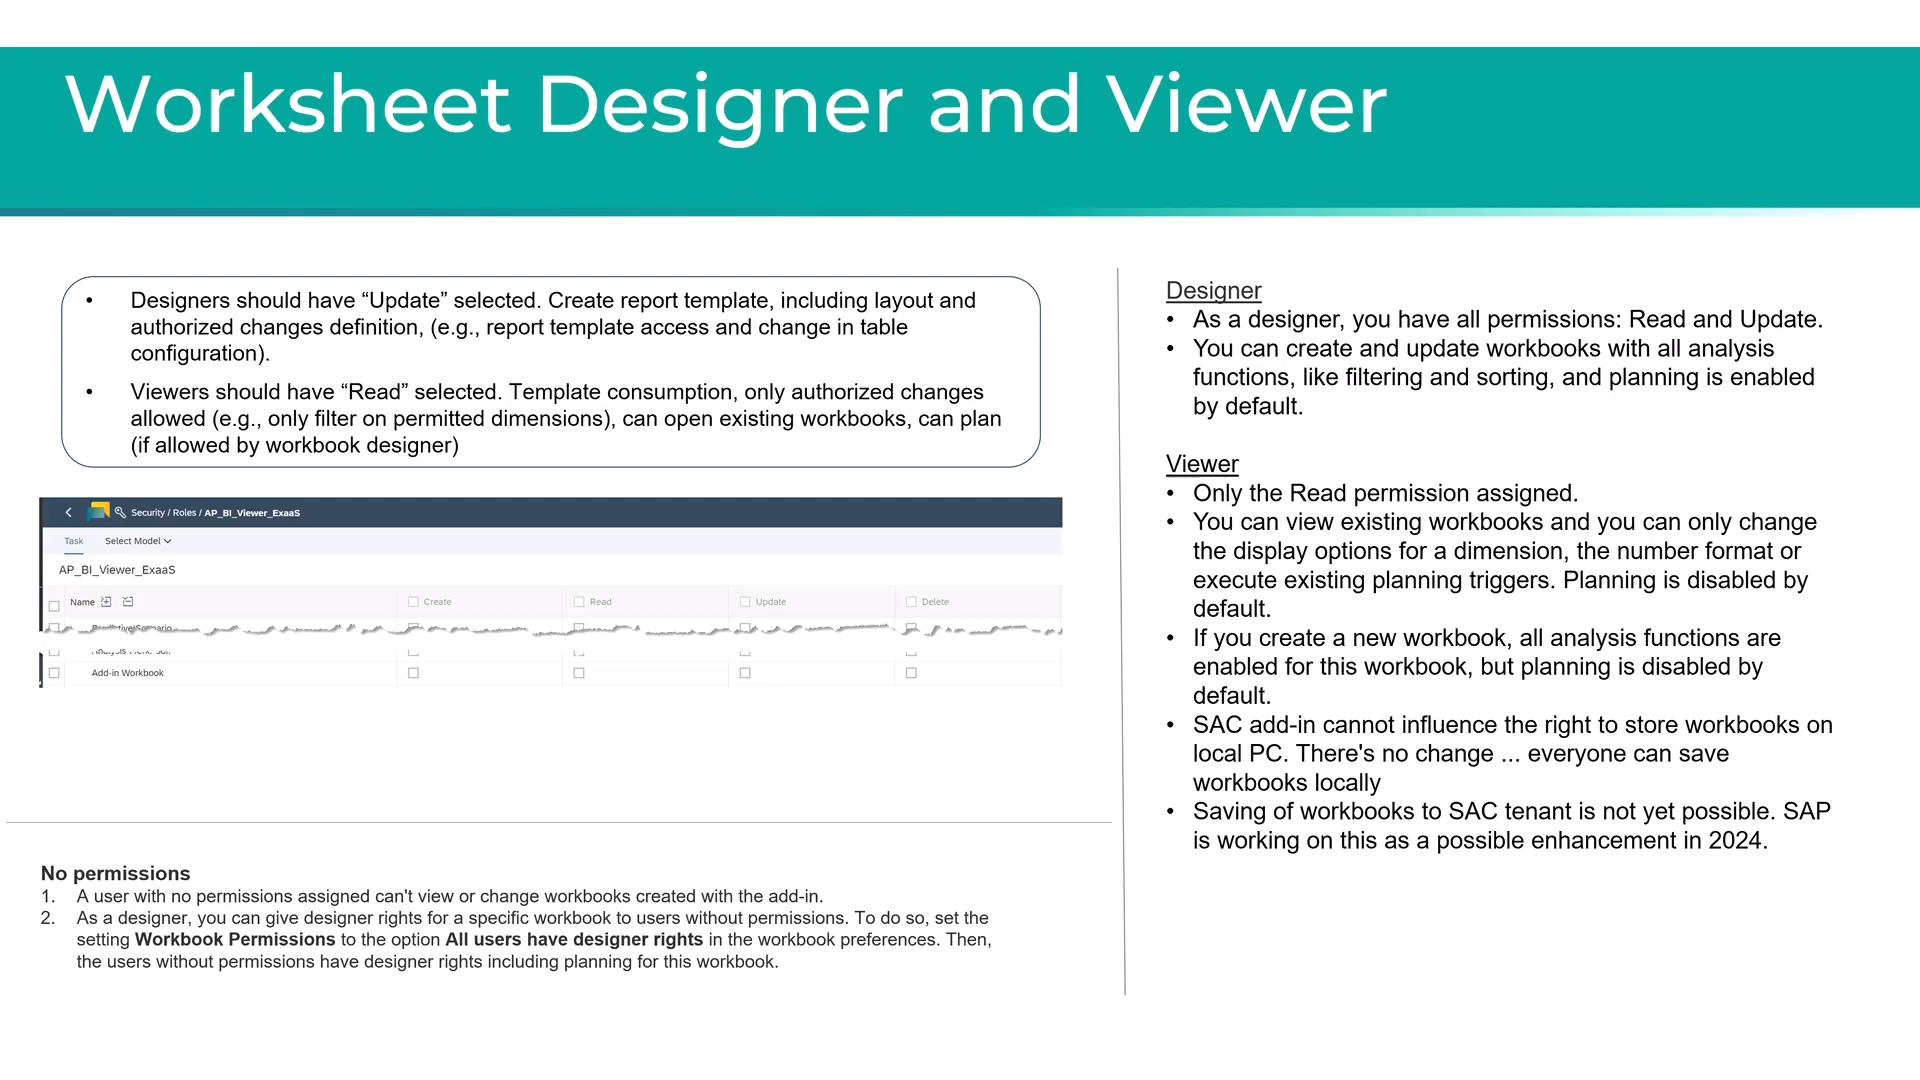 Worksheet Designer and Viewer
• Designers should have “Update” selected. Create report template, including layout and
authorized changes definition, (e.g., report template access and change in table
configuration).
• Viewers should have “Read” selected. Template consumption, only authorized changes
allowed (e.g., only filter on permitted dimensions), can open existing workbooks, can plan
(if allowed by workbook designer)
Security / Roles / AP_BI_Viewer_ExaaS
Task Select Model
AP_BI_Viewer_ExaaS
Name Create Read Update Delete
Add-in Workbook
No permissions
1. A user with no permissions assigned can't view or change workbooks created with the add-in.
2. As a designer, you can give designer rights for a specific workbook to users without permissions. To do so, set the
setting Workbook Permissions to the option All users have designer rights in the workbook preferences. Then,
the users without permissions have designer rights including planning for this workbook.
Designer
• As a designer, you have all permissions: Read and Update.
• You can create and update workbooks with all analysis
functions, like filtering and sorting, and planning is enabled
by default.
Viewer
• Only the Read permission assigned.
• You can view existing workbooks and you can only change
the display options for a dimension, the number format or
execute existing planning triggers. Planning is disabled by
default.
• If you create a new workbook, all analysis functions are
enabled for this workbook, but planning is disabled by
default.
• SAC add-in cannot influence the right to store workbooks on
local PC. There's no change ... everyone can save
workbooks locally
• Saving of workbooks to SAC tenant is not yet possible. SAP
is working on this as a possible enhancement in 2024.